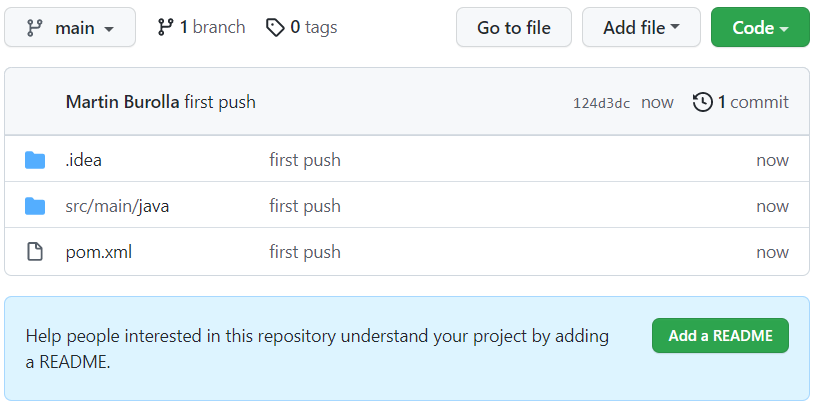 main 1 branch 0 tags Go to file Add file Code
Martin Burolla first push 124d3dc now 1 commit
.idea first push now
src/main/java first push now
pom.xml first push now
Help people interested in this repository understand your project by adding
a README.
Add a README